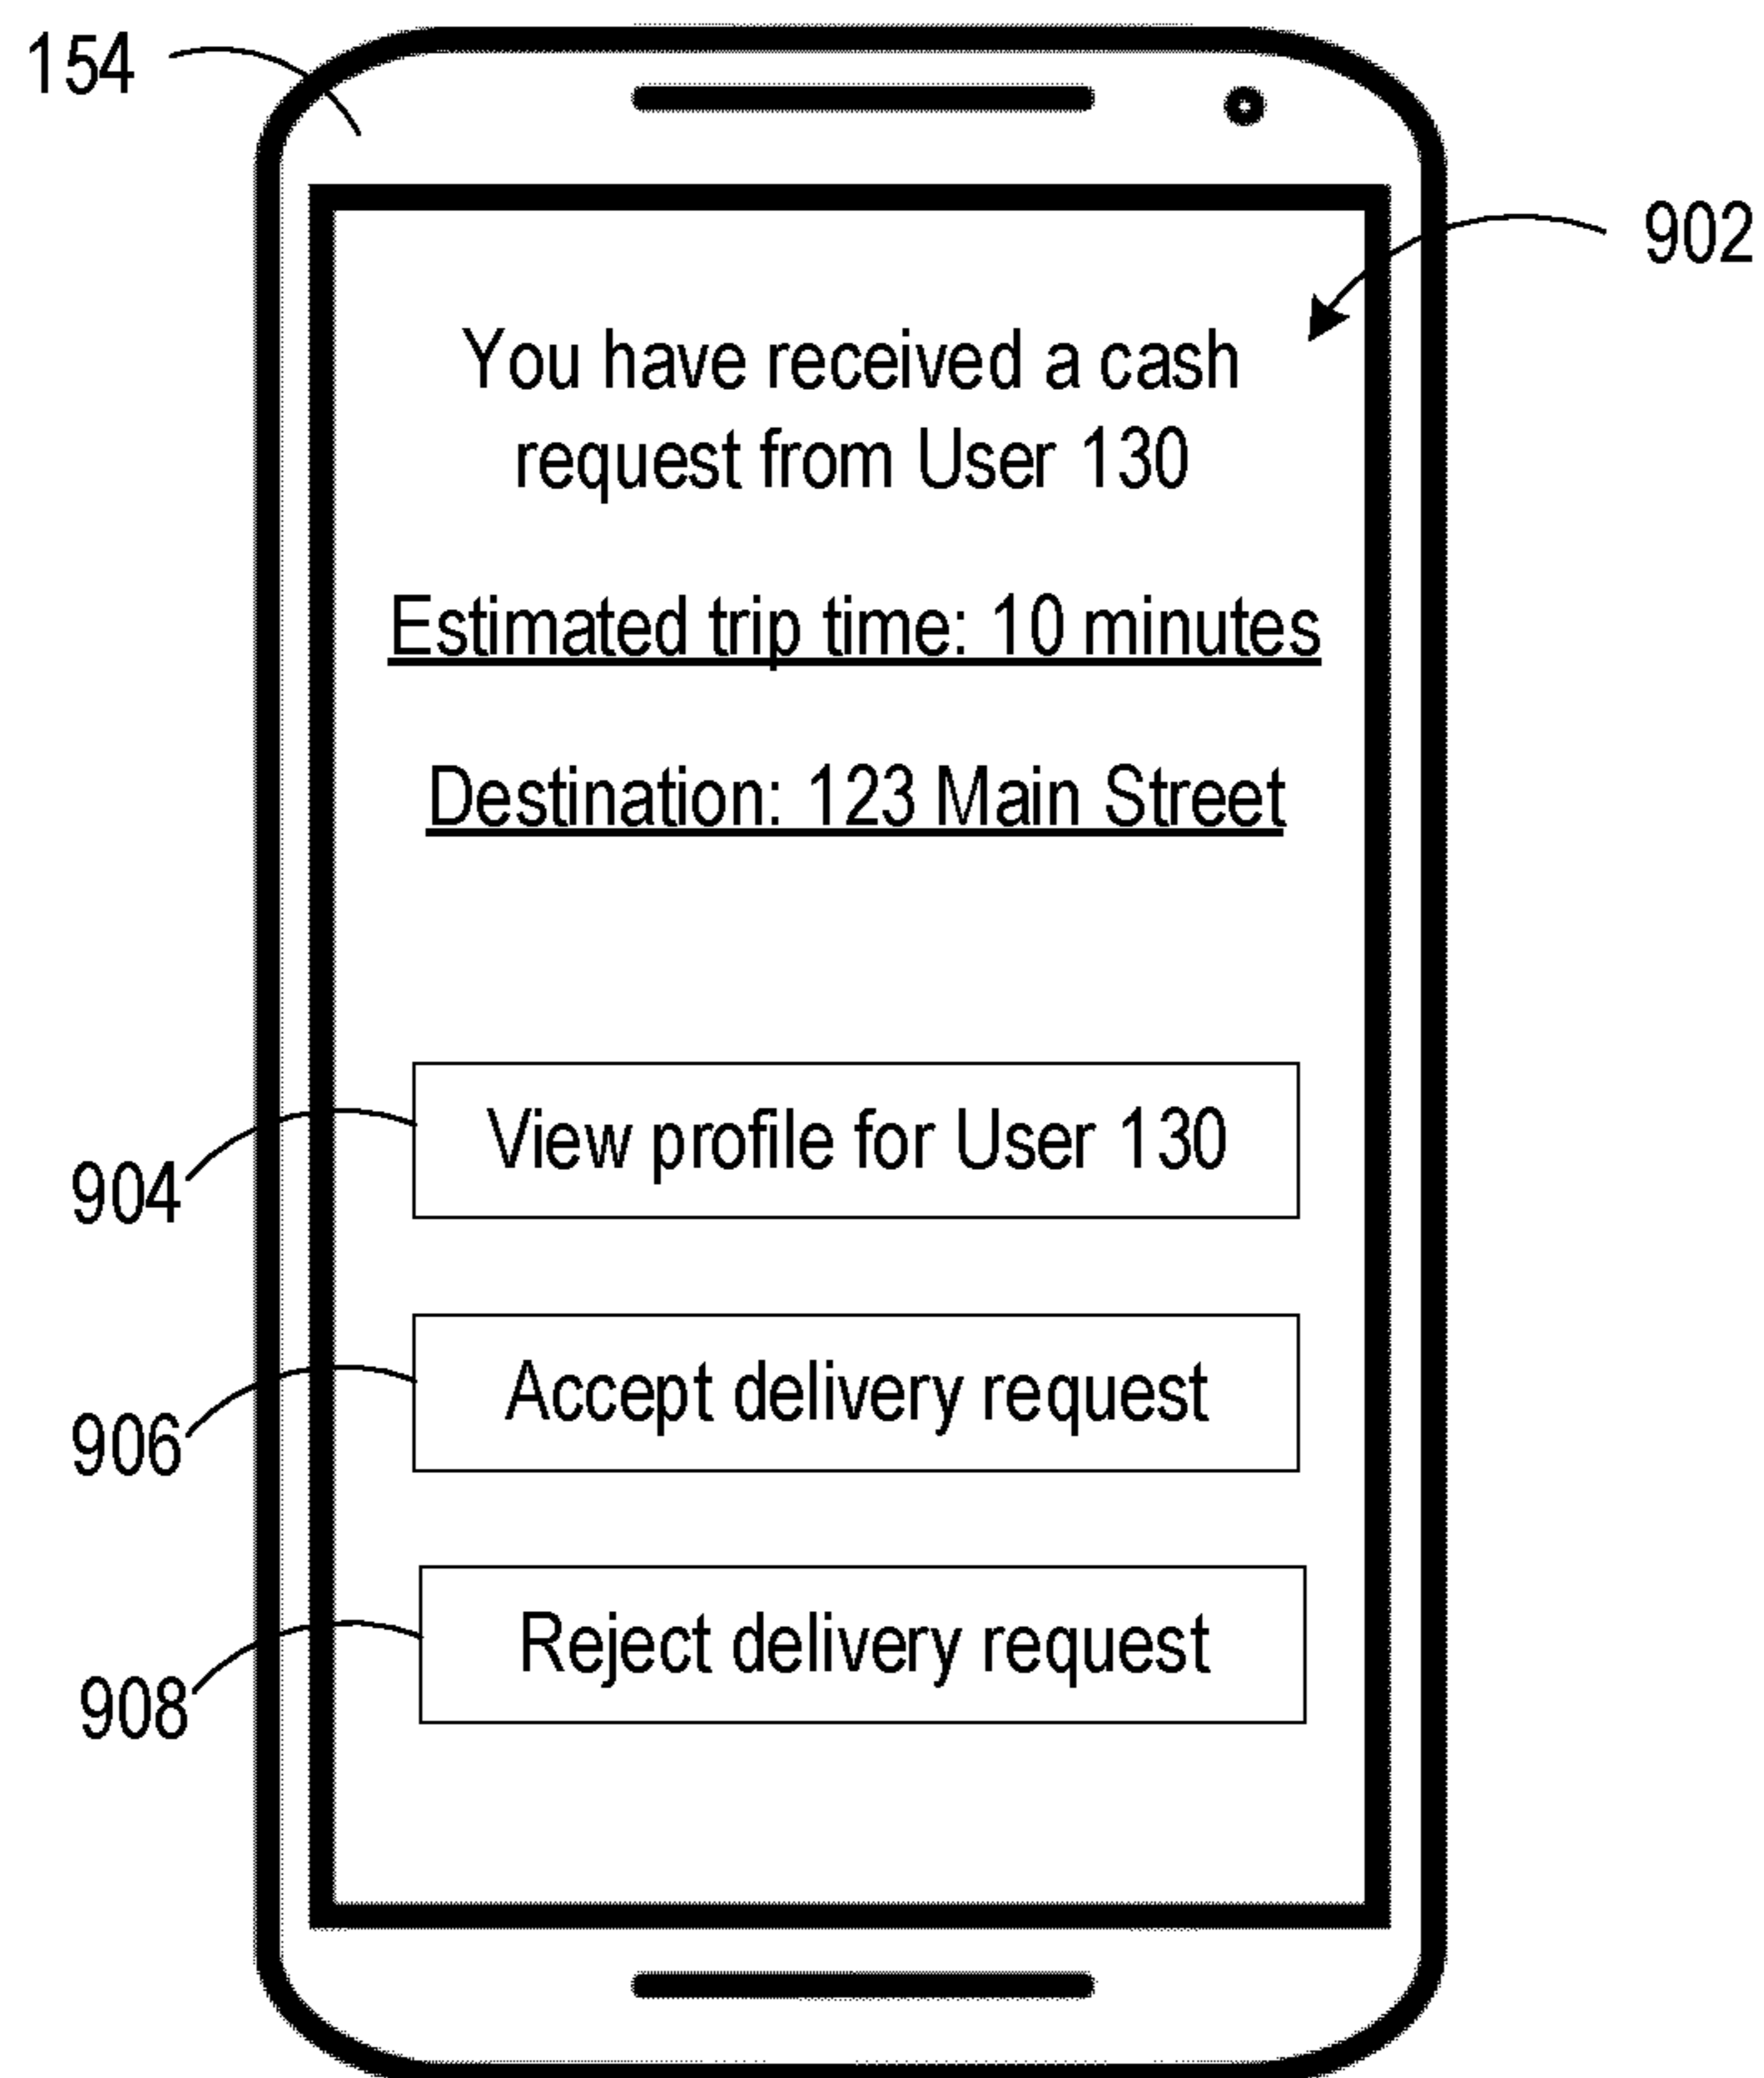 154
902
You have received a cash
request from User 130
Estimated trip time: 10 minutes
Destination: 123 Main Street
View profile for User 130
904
Accept delivery request
906
Reject delivery request
908